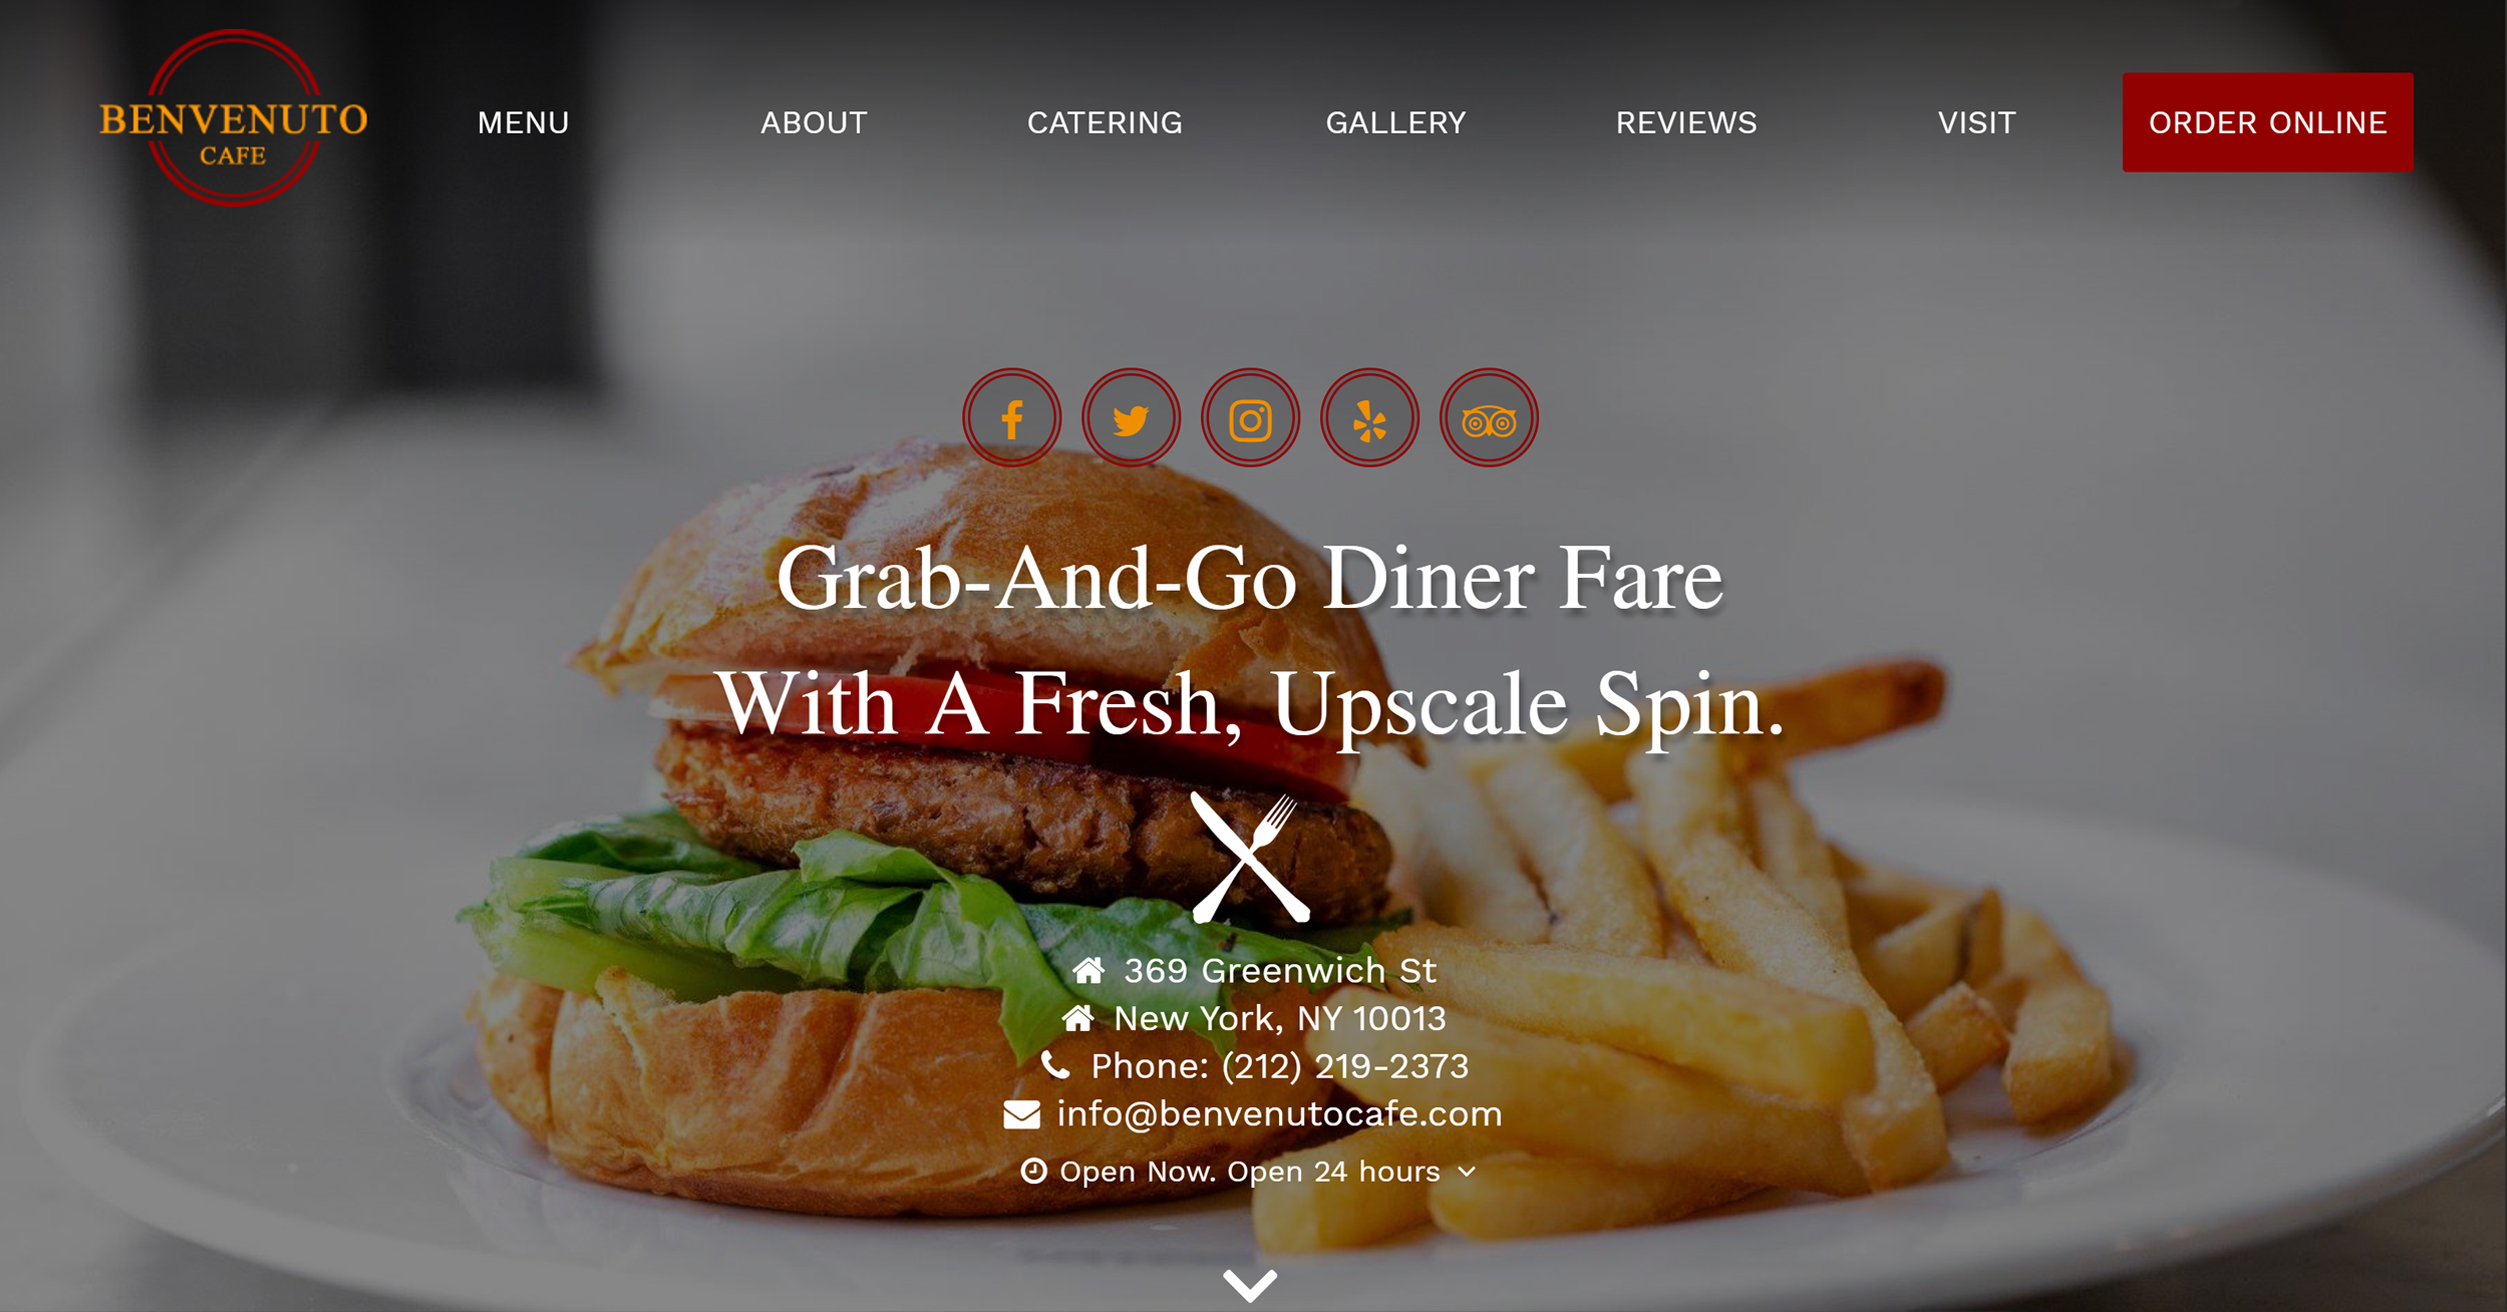 BENVENUTO
CAFE
MENU
ABOUT
CATERING
GALLERY
REVIEWS
VISIT
ORDER ONLINE
Grab-And-Go Diner Fare
With A Fresh, Upscale Spin.
369 Greenwich St
New York, NY 10013
Phone: (212) 219-2373
info@benvenutocafe.com
Open Now. Open 24 hours